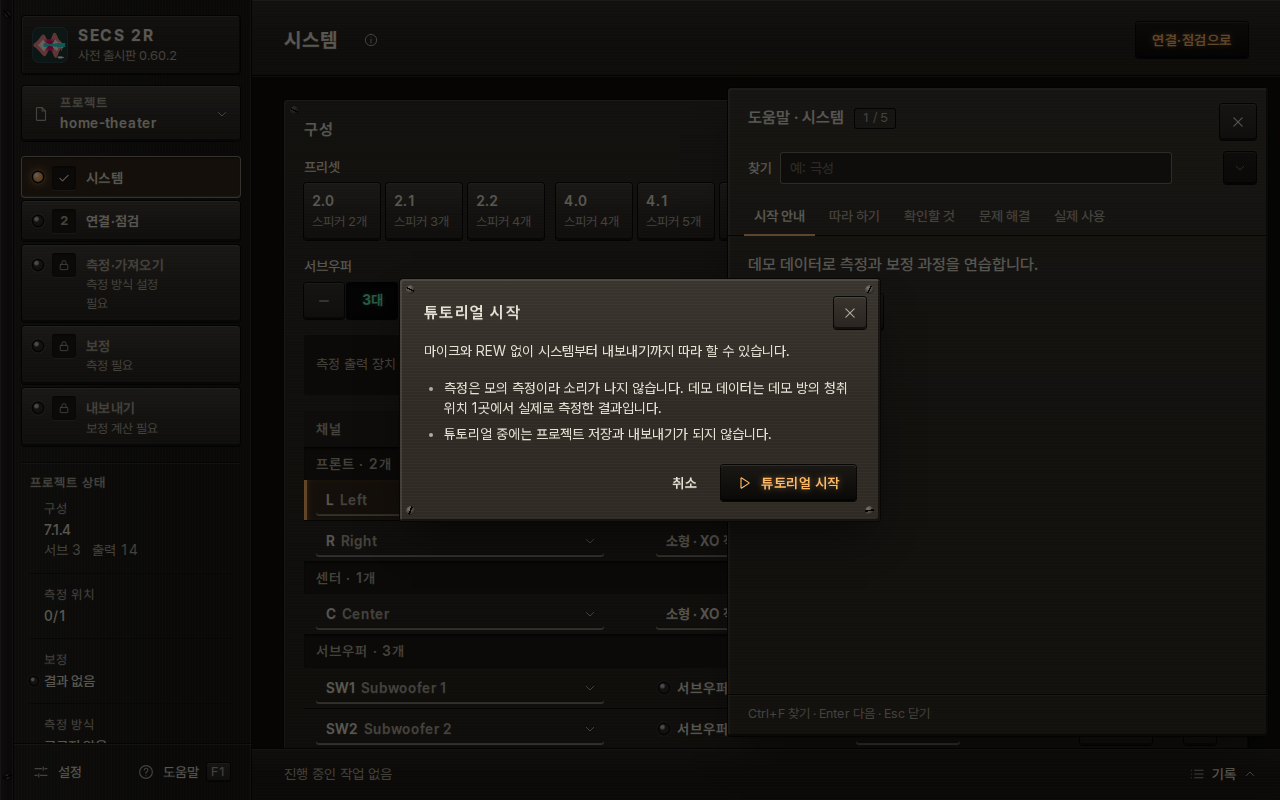 SECS 2R
사전 출시판 0.60.2
프로젝트
home-theater
시스템
2 연결·점검
측정·가져오기
측정 방식 설정
필요
보정
측정 필요
내보내기
보정 계산 필요
프로젝트 상태
구성
7.1.4
서브 3 출력 14
측정 위치
0/1
보정
결과 없음
측정 방식
설정
도움말 F1
시스템
연결·점검으로
구성
프리셋
2.0
스피커 2개
2.1
스피커 3개
2.2
스피커 4개
4.0
스피커 4개
4.1
스피커 5개
서브우퍼
3대
측정 출력 장치
채널
프론트 · 2개
L Left
R Right
소형 · XO
센터 · 1개
C Center
소형 · XO
서브우퍼 · 3개
SW1 Subwoofer 1
서브우퍼
SW2 Subwoofer 2
서브우퍼
도움말 · 시스템 1 / 5
찾기 예: 극성
시작 안내 따라 하기 확인할 것 문제 해결 실제 사용
데모 데이터로 측정과 보정 과정을 연습합니다.
Ctrl+F 찾기 · Enter 다음 · Esc 닫기
튜토리얼 시작
마이크와 REW 없이 시스템부터 내보내기까지 따라 할 수 있습니다.
• 측정은 모의 측정이라 소리가 나지 않습니다. 데모 데이터는 데모 방의 청취
위치 1곳에서 실제로 측정한 결과입니다.
• 튜토리얼 중에는 프로젝트 저장과 내보내기가 되지 않습니다.
취소
튜토리얼 시작
진행 중인 작업 없음
기록